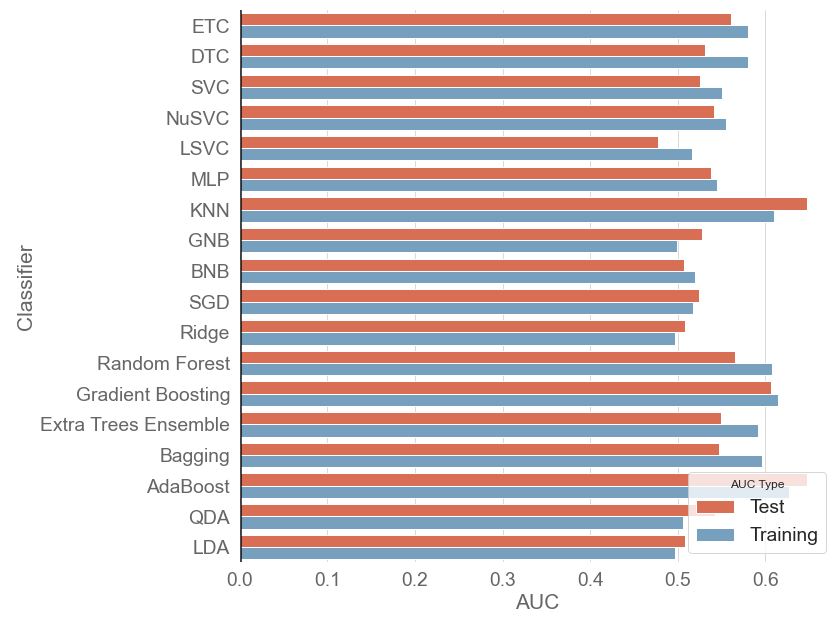 ETC
DTC
SVC
NuSVC
LSVC
MLP
KNN
GNB
BNB
SGD
Ridge
Random Forest
Gradient Boosting
Extra Trees Ensemble
Bagging
AdaBoost
QDA
LDA
Classifier
0.0 0.1 0.2 0.3 0.4 0.5 0.6
AUC
AUC Type
Test
Training